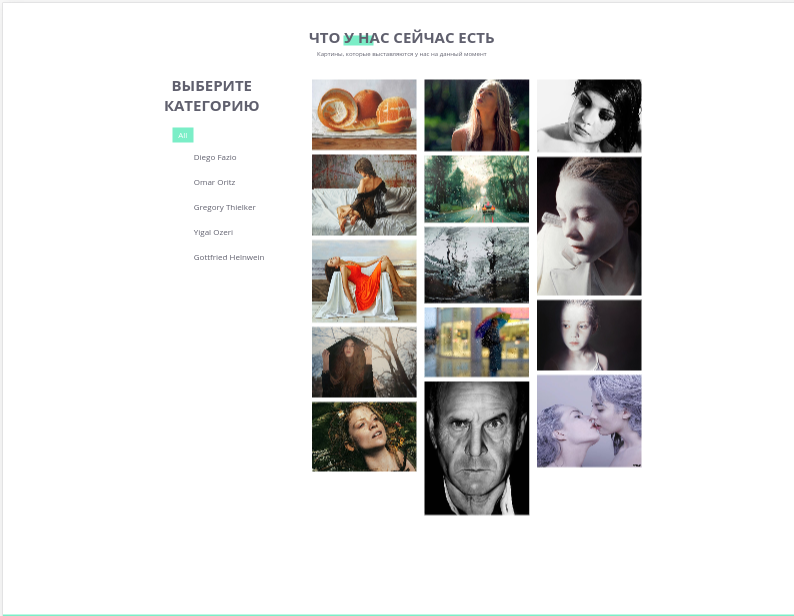 ЧТО У НАС СЕЙЧАС ЕСТЬ
Картины, которые выставляются у нас на данный момент
ВЫБЕРИТЕ
КАТЕГОРИЮ
All
Diego Fazio
Omar Oritz
Gregory Thielker
Yigal Ozeri
Gottfried Helnwein